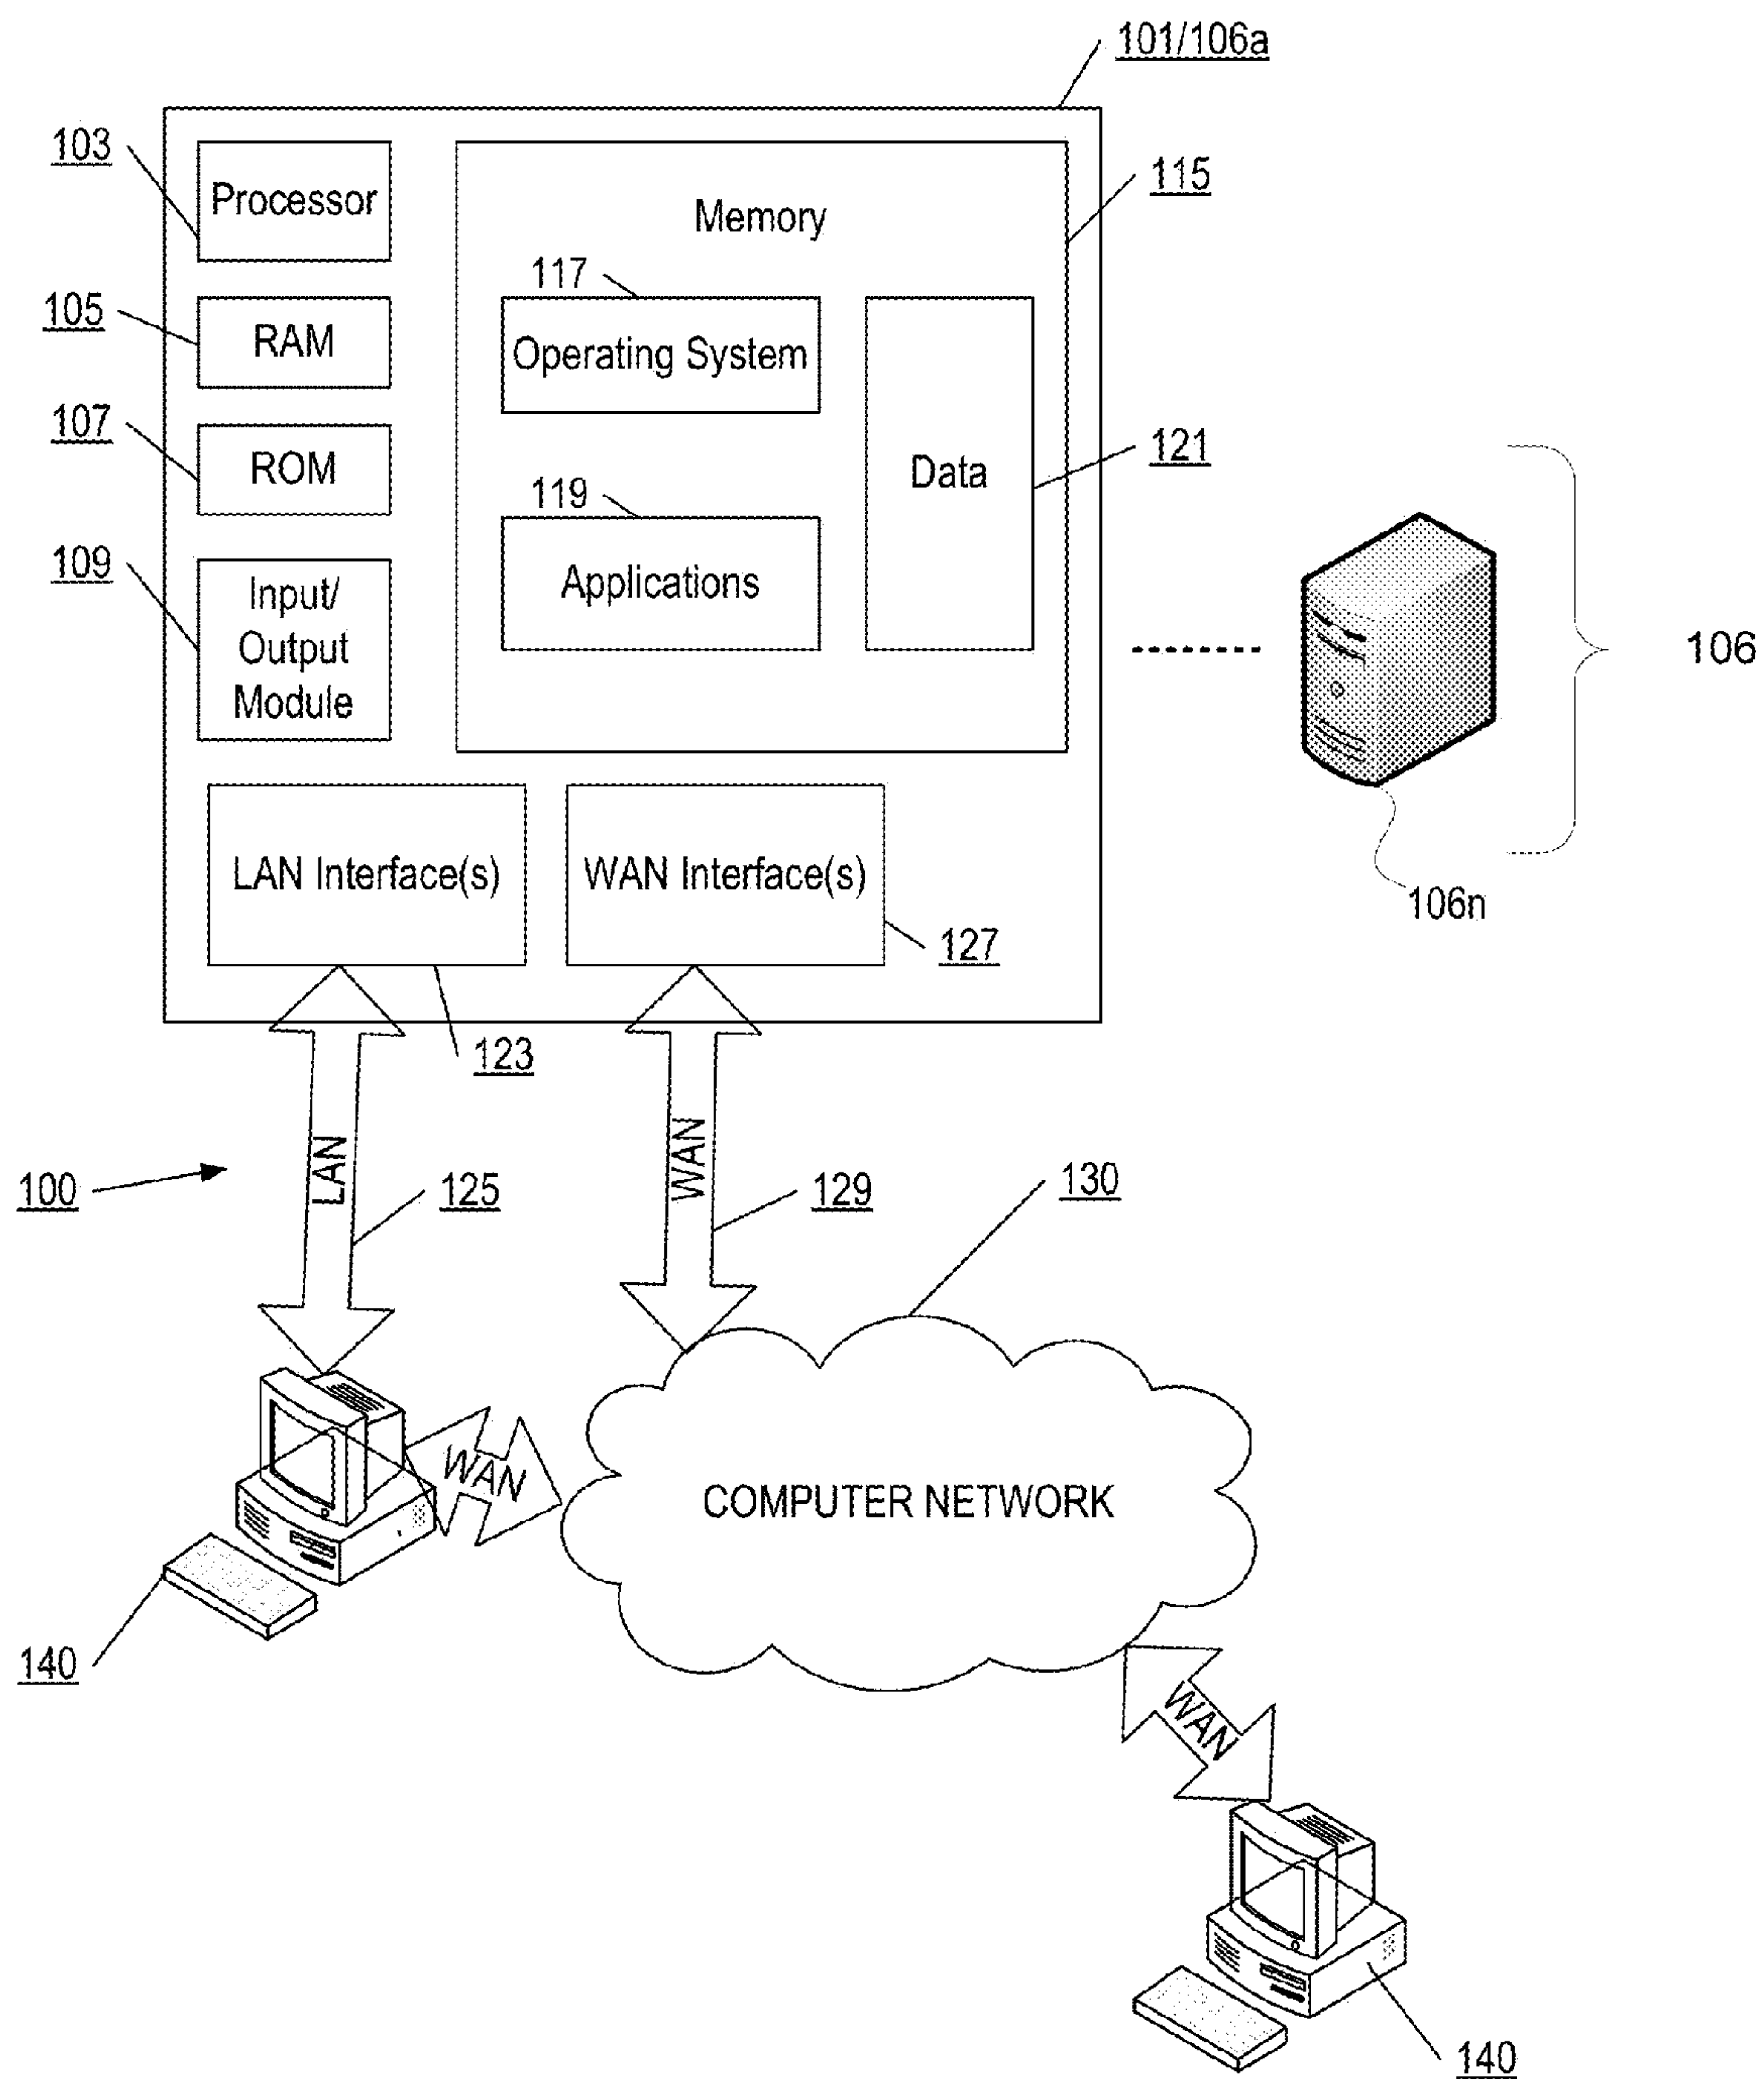 101/106a
103
Processor
115
Memory
105
RAM
117
Operating System
107
ROM
121
Data
119
Applications
109
Input/
Output
Module
106
LAN Interface(s)
WAN Interface(s)
106n
127
123
100
LAN
125
WAN
129
130
WAN
COMPUTER NETWORK
140
WAN
140